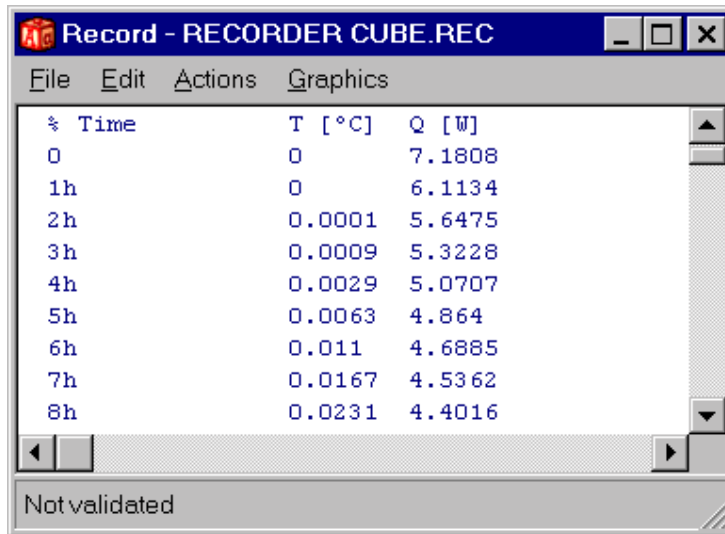 Record - RECORDER CUBE.REC
File Edit Actions Graphics
% Time T [°C] Q [W]
0 0 7.1808
1h 0 6.1134
2h 0.0001 5.6475
3h 0.0009 5.3228
4h 0.0029 5.0707
5h 0.0063 4.864
6h 0.011 4.6885
7h 0.0167 4.5362
8h 0.0231 4.4016
Not validated